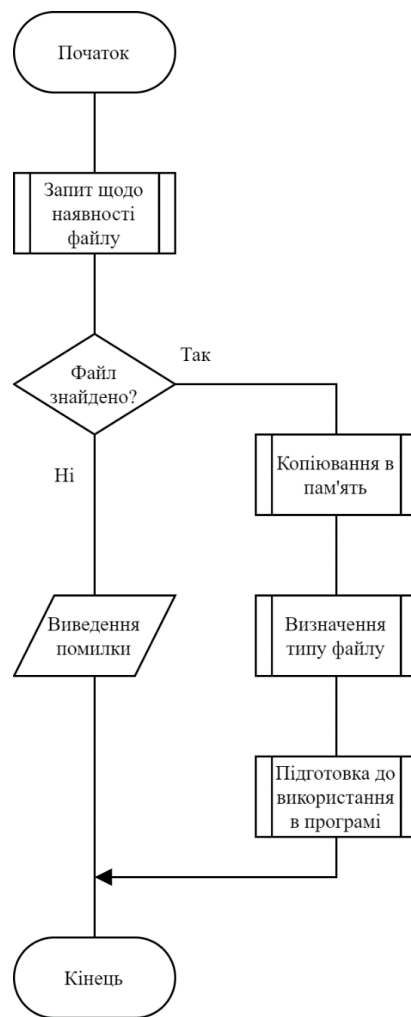 Початок
Запит щодо
наявності
файлу
Файл
знайдено?
Так
Ні
Копіювання в
пам'ять
Виведення
помилки
Визначення
типу файлу
Підготовка до
використання
в програмі
Кінець